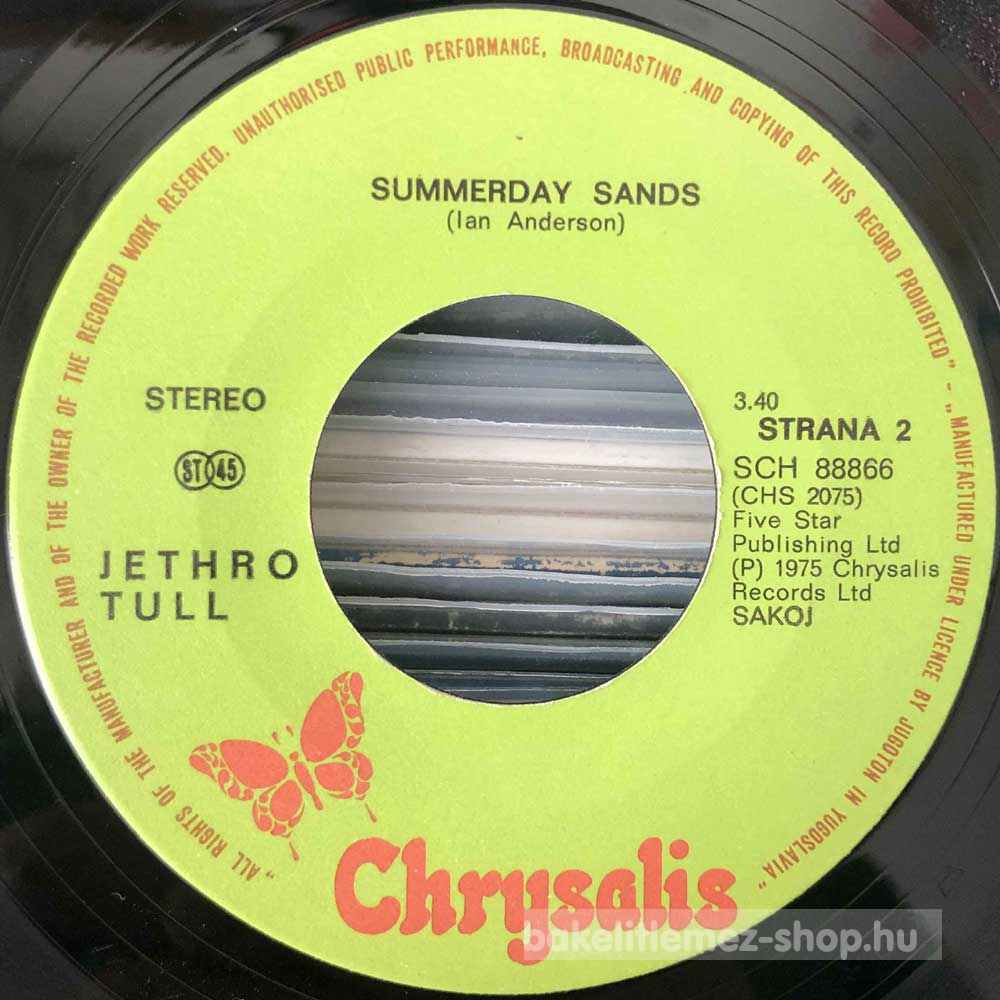 „ALL RIGHTS OF THE MANUFACTURER AND OF THE OWNER OF THE RECORDED WORK RESERVED. UNAUTHORISED PUBLIC PERFORMANCE, BROADCASTING AND COPYING OF THIS RECORD PROHIBITED” - „MANUFACTURED UNDER LICENCE BY JUGOTON IN YUGOSLAVIA”
SUMMERDAY SANDS
(Ian Anderson)
STEREO
ST 45
JETHRO
TULL
3.40
STRANA 2
SCH 88866
(CHS 2075)
Five Star
Publishing Ltd
(P) 1975 Chrysalis
Records Ltd
SAKOJ
Chrysalis
bakelitlemez-shop.hu